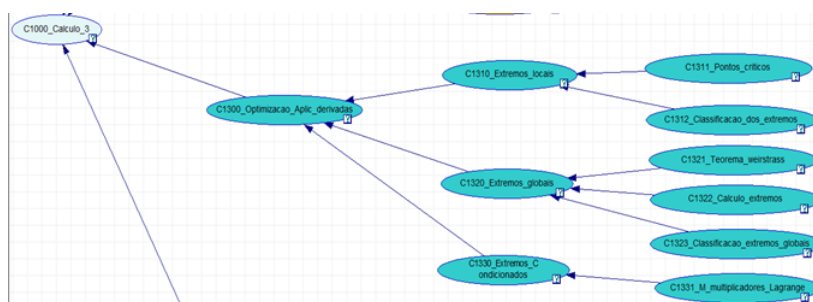 C1000_Calculo_3
C1311_Pontos_criticos
C1310_Extremos_locais
C1300_Optimizacao_Aplic_derivadas
C1312_Classificacao_dos_extremos
C1321_Teorema_weirstrass
C1320_Extremos_globais
C1322_Calculo_extremos
C1323_Classificacao_extremos_globais
C1330_Extremos_C
ondicionados
C1331_M_multiplicadores_Lagrange